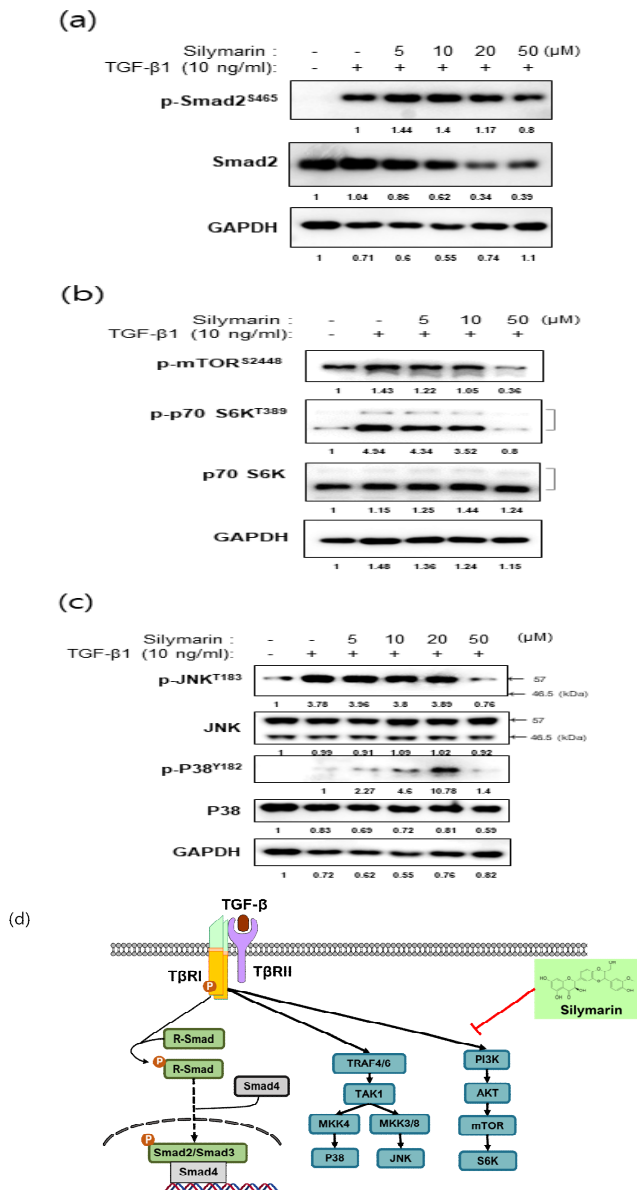 (a)
Silymarin : - - 5 10 20 50 (μM)
TGF-β1 (10 ng/ml): - + + + + +
p-Smad2S465
1 1.44 1.4 1.17 0.8
Smad2
1 1.04 0.86 0.62 0.34 0.39
GAPDH
1 0.71 0.6 0.55 0.74 1.1
(b)
Silymarin : - - 5 10 50 (μM)
TGF-β1 (10 ng/ml): - + + + +
p-mTORS2448
1 1.43 1.22 1.05 0.36
p-p70 S6KT389
1 4.94 4.34 3.52 0.8
p70 S6K
1 1.15 1.25 1.44 1.24
GAPDH
1 1.48 1.36 1.24 1.15
(c)
Silymarin : - - 5 10 20 50 (μM)
TGF-β1 (10 ng/ml): - + + + + +
p-JNKT183
57
46.5 (kDa)
1 3.78 3.96 3.8 3.89 0.76
JNK
57
46.5 (kDa)
1 0.99 0.91 1.09 1.02 0.92
p-P38Y182
1 2.27 4.6 10.78 1.4
P38
1 0.83 0.69 0.72 0.81 0.59
GAPDH
1 0.72 0.62 0.55 0.76 0.82
(d)
TGF-β
TβRI
TβRII
P
R-Smad
P
R-Smad
Smad4
P
Smad2/Smad3
Smad4
TRAF4/6
TAK1
MKK4 MKK3/8
P38 JNK
PI3K
AKT
mTOR
S6K
HO
OH
O
OH
O
O
O
OH
O
OH
Silymarin